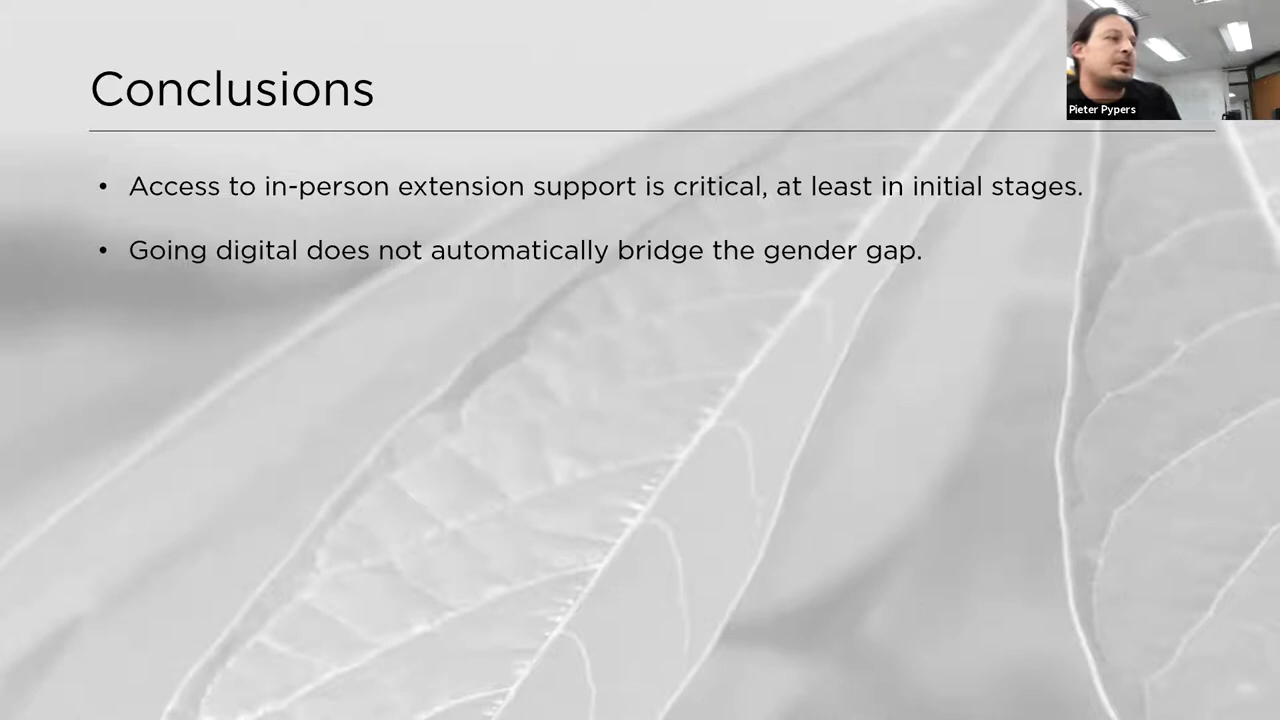 Conclusions
Pieter Pypers
• Access to in-person extension support is critical, at least in initial stages.
• Going digital does not automatically bridge the gender gap.